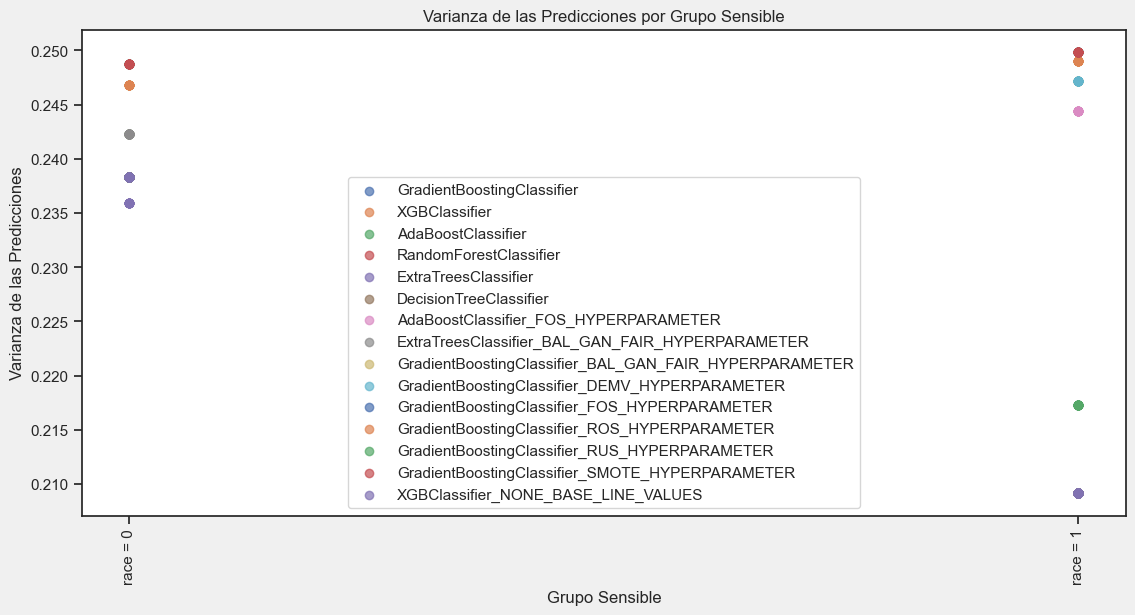 Varianza de las Predicciones por Grupo Sensible
Varianza de las Predicciones
0.250
0.245
0.240
0.235
0.230
0.225
0.220
0.215
0.210
GradientBoostingClassifier
XGBClassifier
AdaBoostClassifier
RandomForestClassifier
ExtraTreesClassifier
DecisionTreeClassifier
AdaBoostClassifier_FOS_HYPERPARAMETER
ExtraTreesClassifier_BAL_GAN_FAIR_HYPERPARAMETER
GradientBoostingClassifier_BAL_GAN_FAIR_HYPERPARAMETER
GradientBoostingClassifier_DEMV_HYPERPARAMETER
GradientBoostingClassifier_FOS_HYPERPARAMETER
GradientBoostingClassifier_ROS_HYPERPARAMETER
GradientBoostingClassifier_RUS_HYPERPARAMETER
GradientBoostingClassifier_SMOTE_HYPERPARAMETER
XGBClassifier_NONE_BASE_LINE_VALUES
race = 0
race = 1
Grupo Sensible